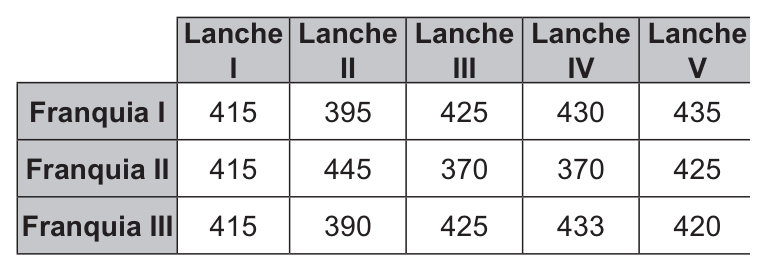 Lanche I Lanche II Lanche III Lanche IV Lanche V
Franquia I 415 395 425 430 435
Franquia II 415 445 370 370 425
Franquia III 415 390 425 433 420